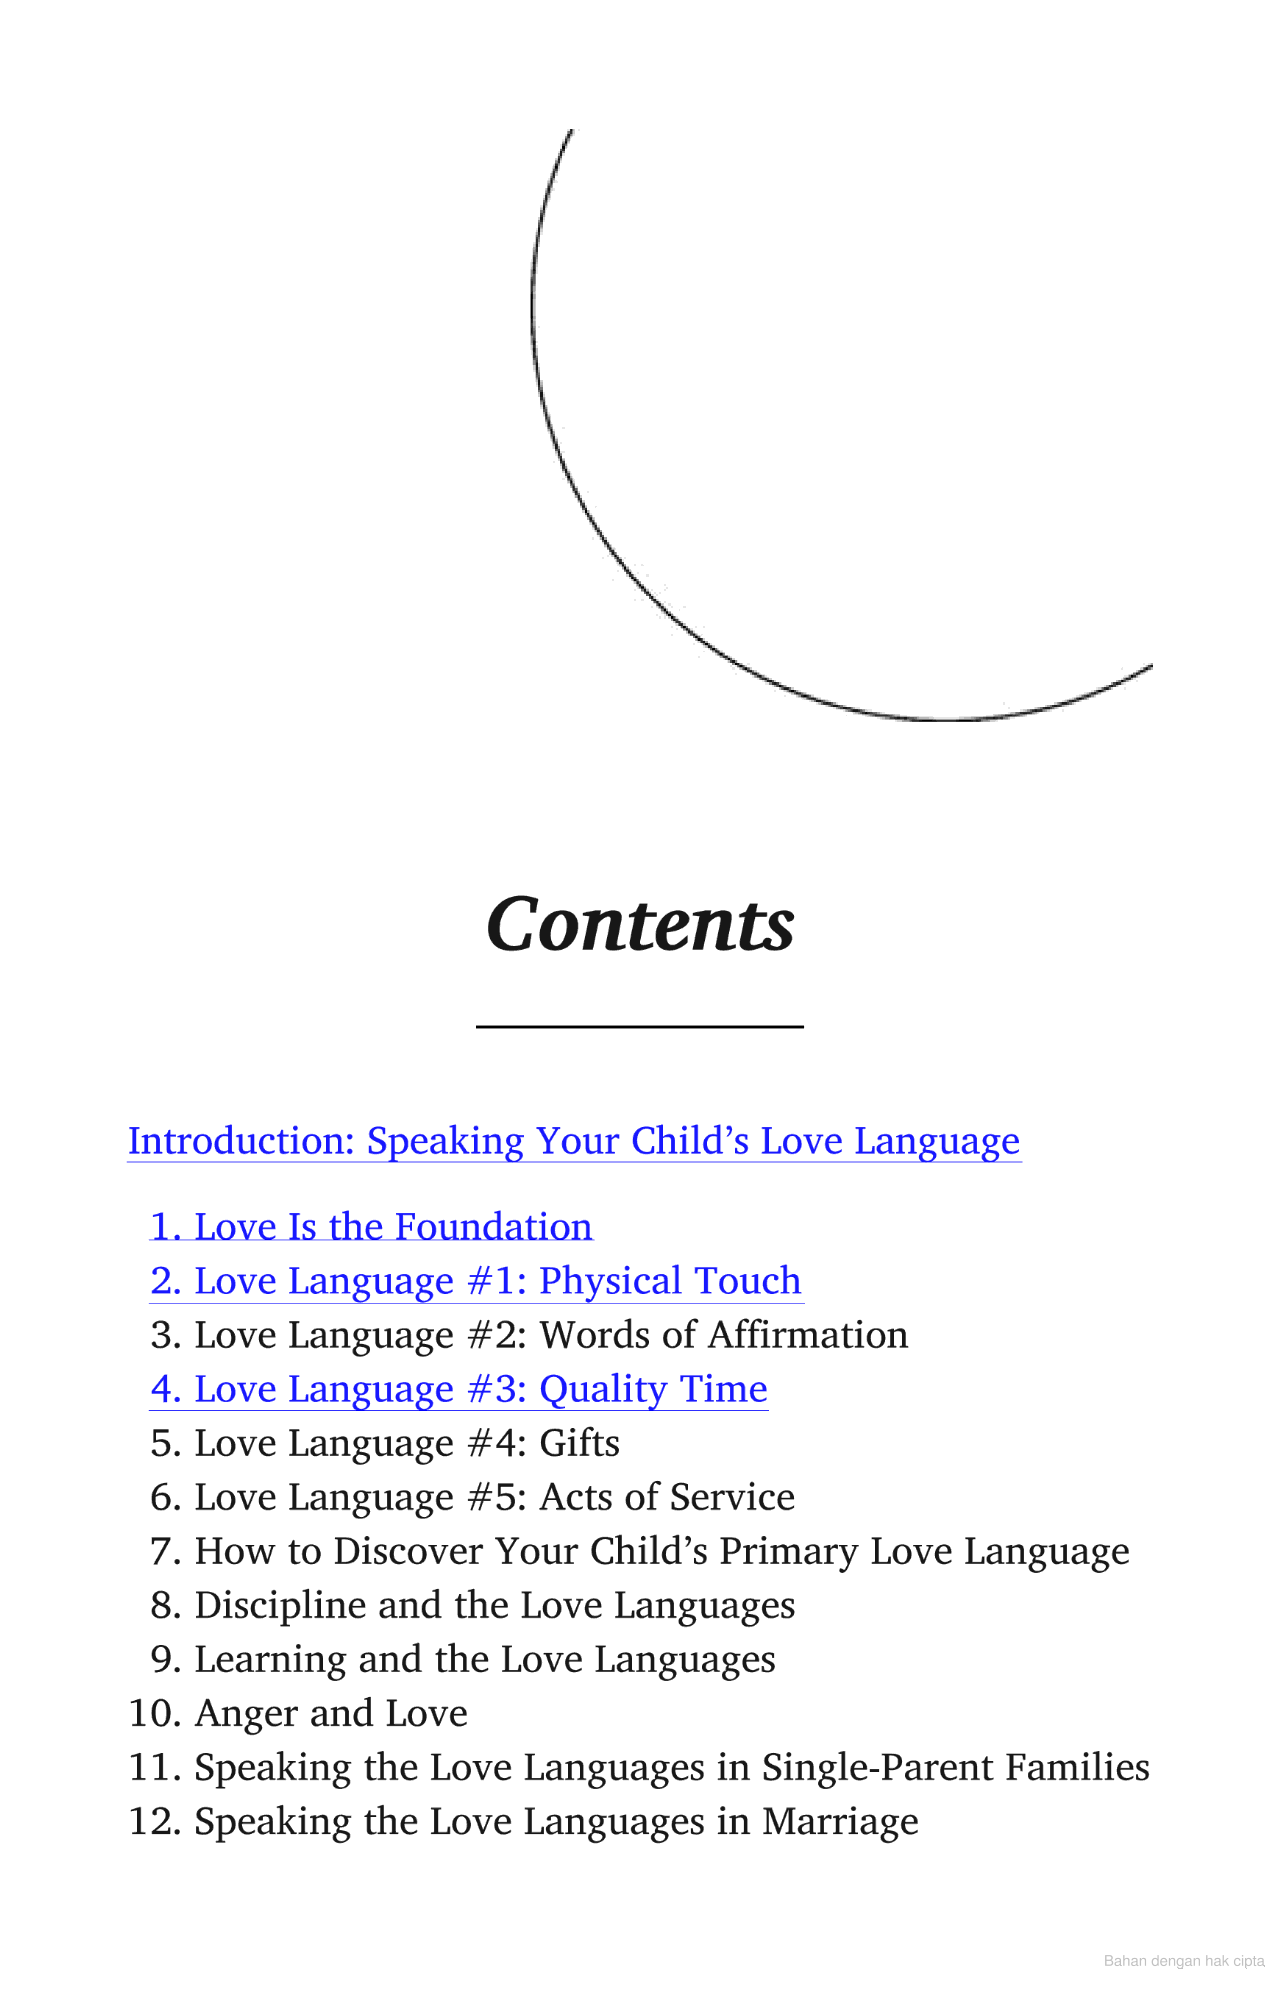 Contents
Introduction: Speaking Your Child’s Love Language
1. Love Is the Foundation
2. Love Language #1: Physical Touch
3. Love Language #2: Words of Affirmation
4. Love Language #3: Quality Time
5. Love Language #4: Gifts
6. Love Language #5: Acts of Service
7. How to Discover Your Child’s Primary Love Language
8. Discipline and the Love Languages
9. Learning and the Love Languages
10. Anger and Love
11. Speaking the Love Languages in Single-Parent Families
12. Speaking the Love Languages in Marriage
Bahan dengan hak cipta